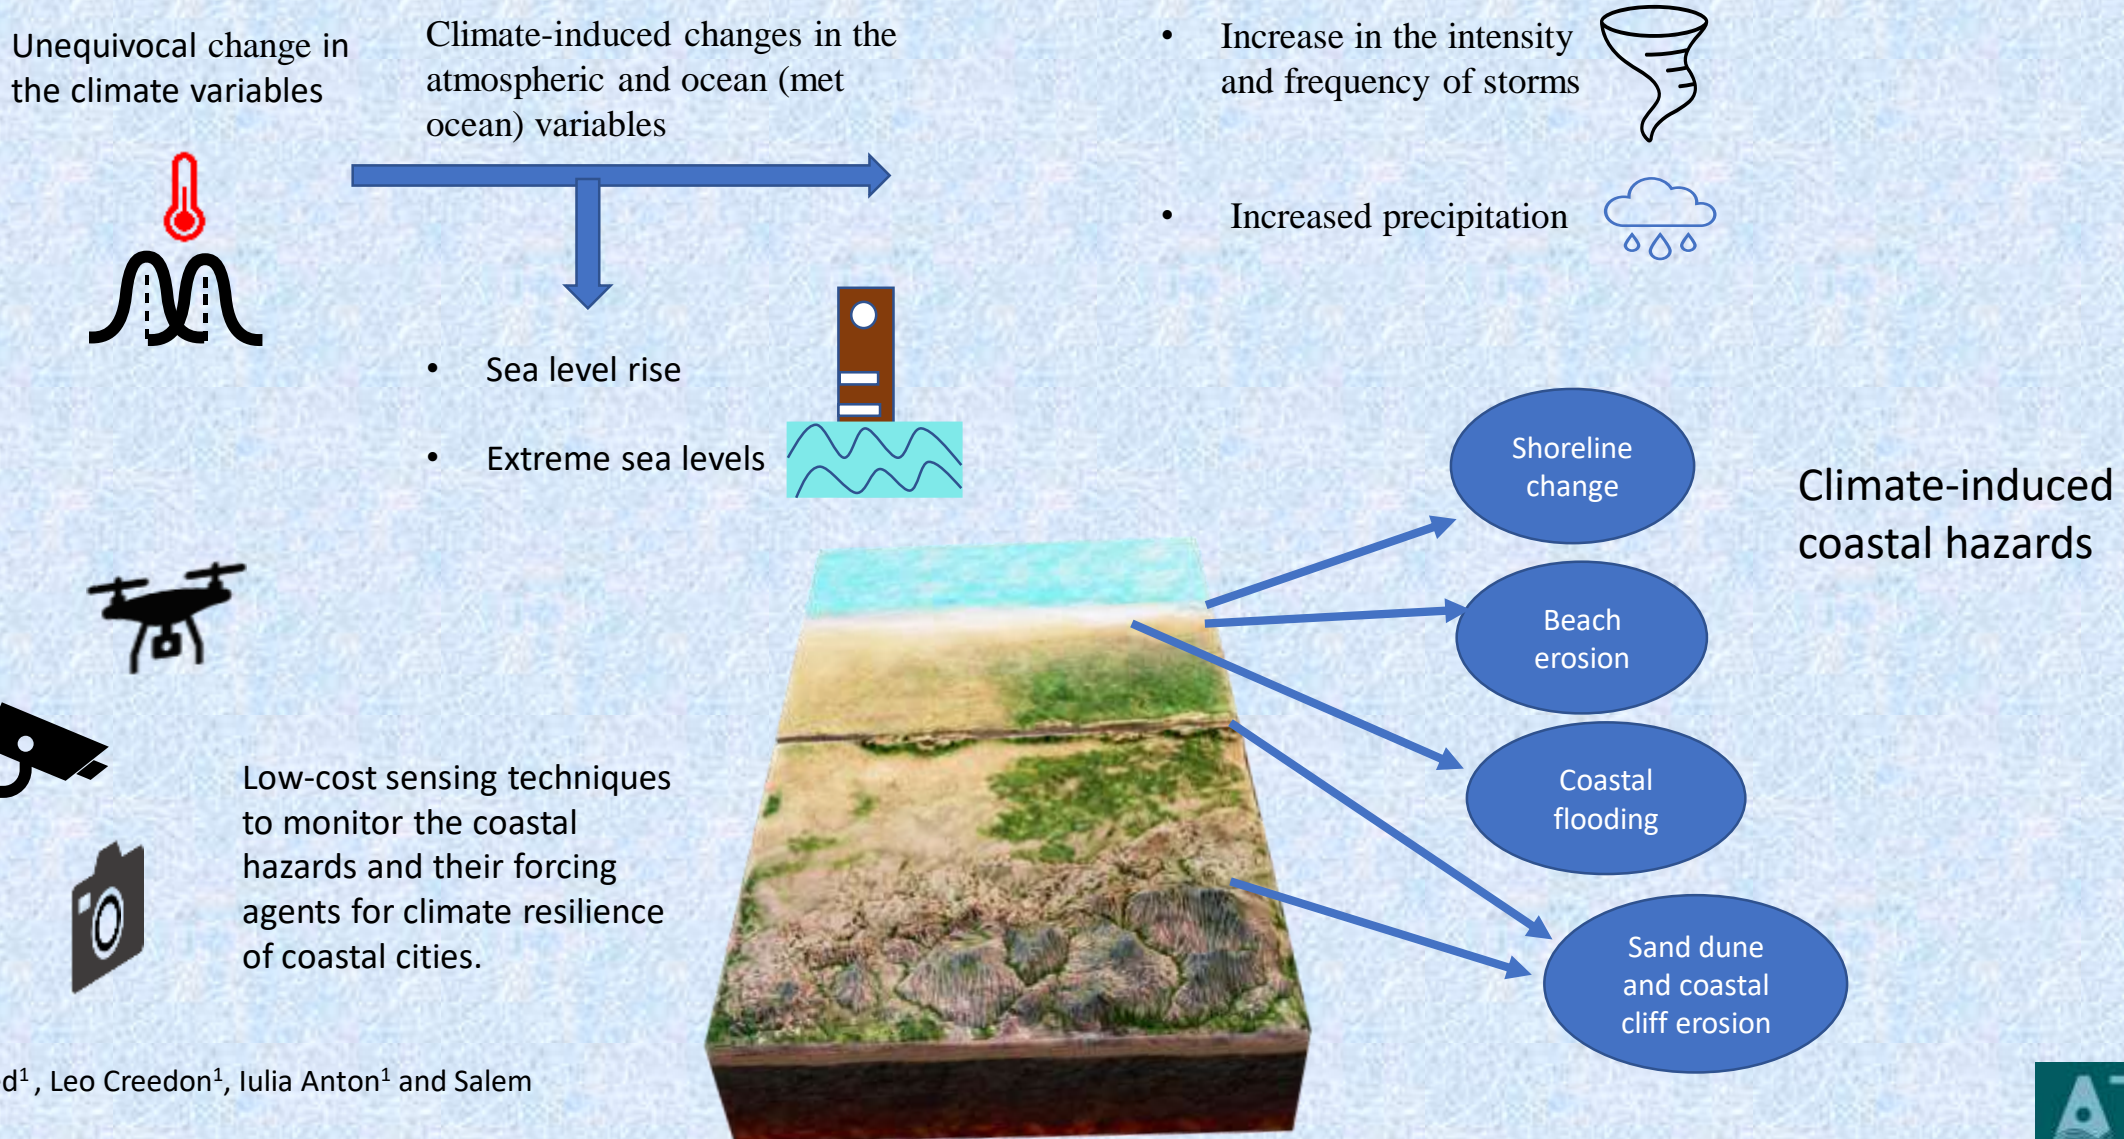 Unequivocal change in
the climate variables
Climate-induced changes in the
atmospheric and ocean (met
ocean) variables
• Increase in the intensity
and frequency of storms
• Increased precipitation
• Sea level rise
• Extreme sea levels
Shoreline
change
Beach
erosion
Coastal
flooding
Sand dune
and coastal
cliff erosion
Climate-induced
coastal hazards
Low-cost sensing techniques
to monitor the coastal
hazards and their forcing
agents for climate resilience
of coastal cities.
d¹ , Leo Creedon¹, Iulia Anton¹ and Salem
A